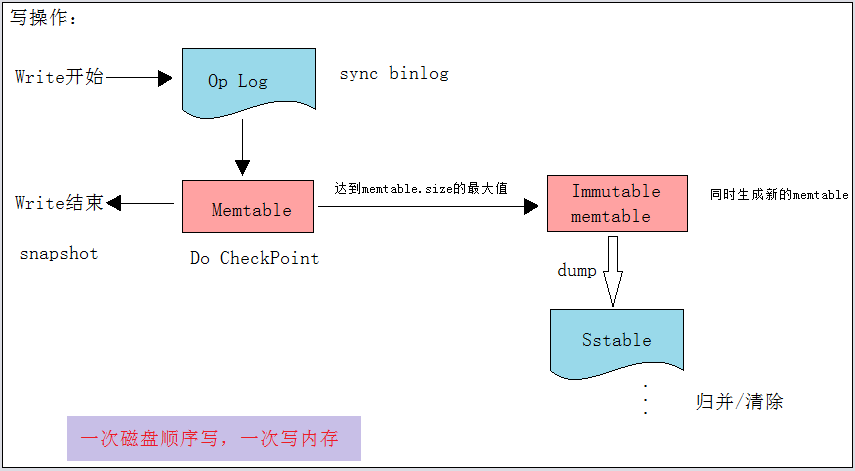 写操作：
Write开始
Op Log
sync binlog
Write结束
Memtable
达到memtable.size的最大值
Immutable
memtable
同时生成新的memtable
snapshot
Do CheckPoint
dump
Sstable
归并/清除
一次磁盘顺序写，一次写内存